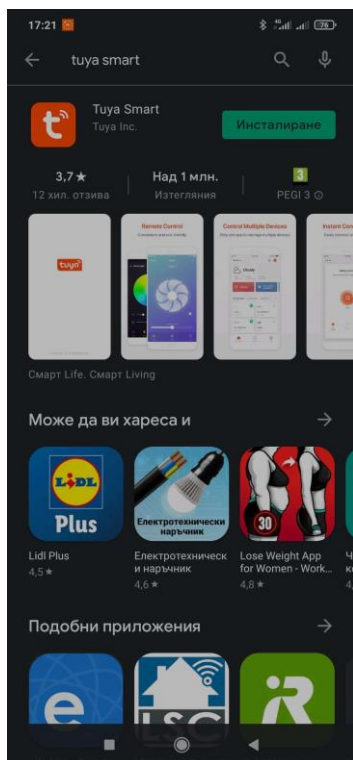 17:21
4G
76
tuya smart
Tuya Smart
Tuya Inc.
Инсталиране
3,7★
12 хил. отзива
Над 1 млн.
Изтегляния
3
PEGI 3
Remote Control
Control Multiple Devices
tuya
Смарт Life. Смарт Living
Може да ви хареса и
LIDL
Plus
Електротехнически
наръчник
30
Lidl Plus
4,5★
Електротехническ
и наръчник
4,6★
Lose Weight App
for Women - Work...
4,8★
Подобни приложения
e
LSC
R